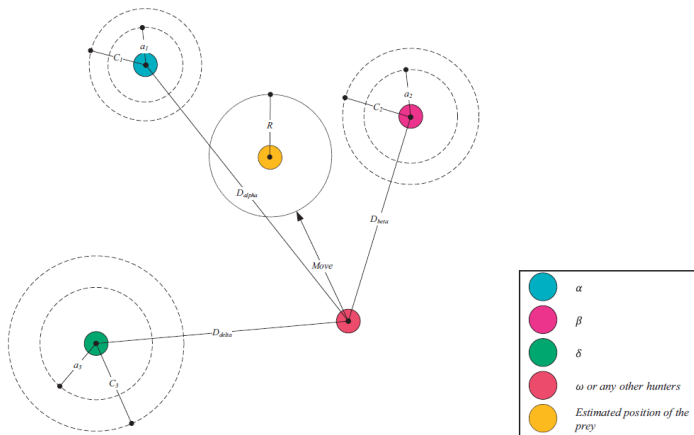 a1
C1
a2
C2
R
Dalpha
Dbeta
Move
Ddelta
a3
C3
α
β
δ
ω or any other hunters
Estimated position of the
prey